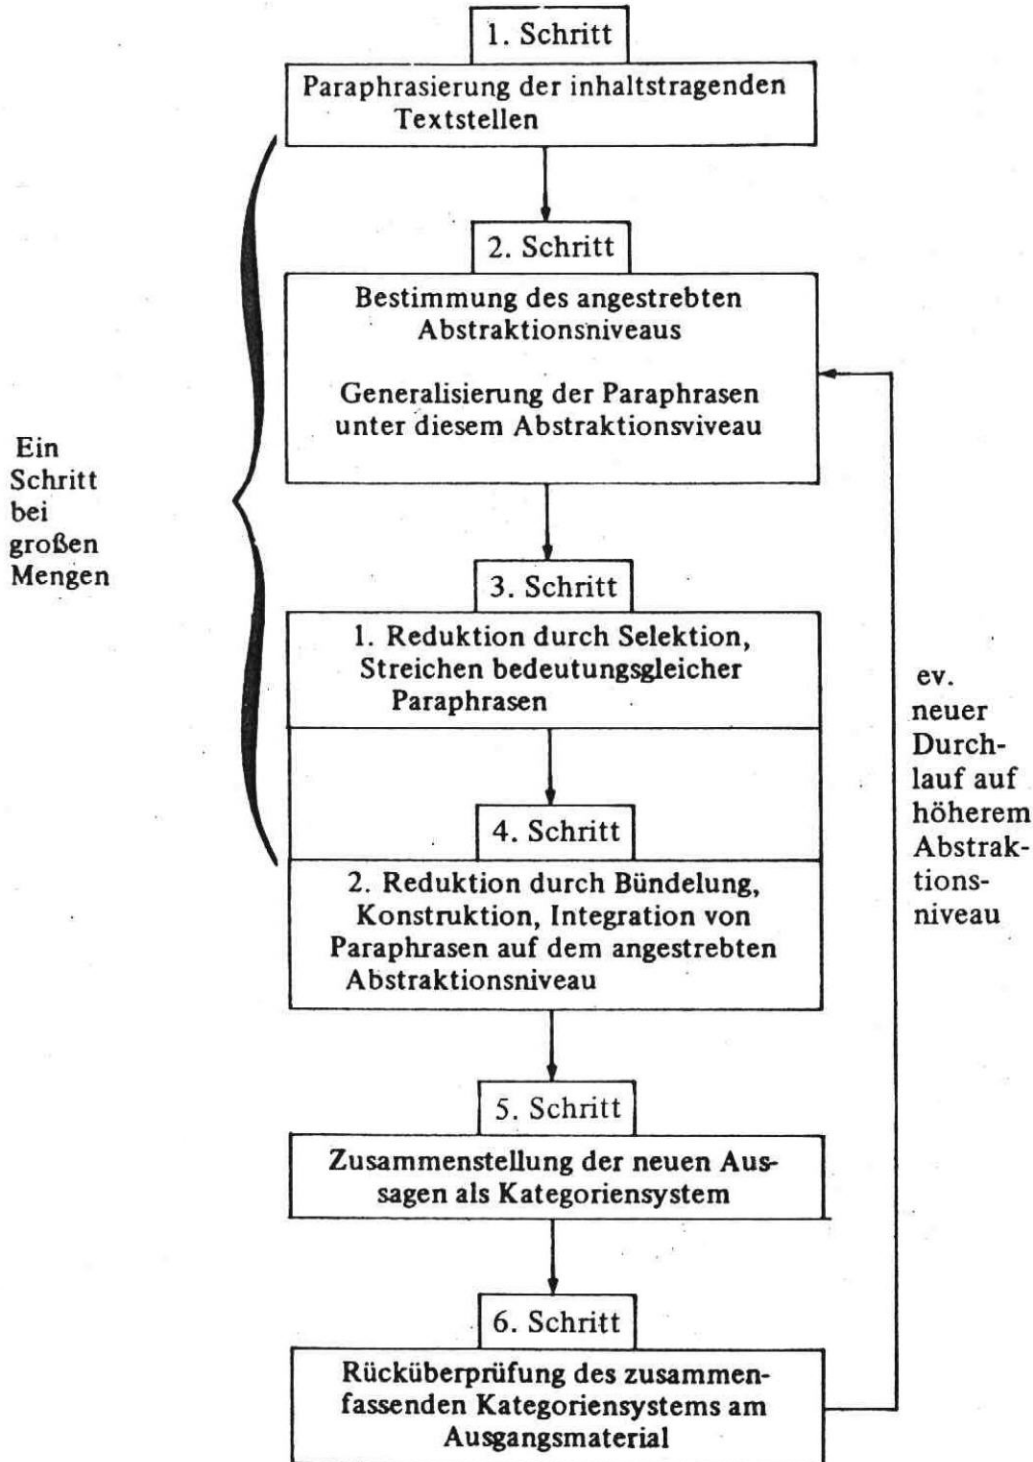 1. Schritt
Paraphrasierung der inhaltstragenden
Textstellen
2. Schritt
Bestimmung des angestrebten
Abstraktionsniveaus
Generalisierung der Paraphrasen
unter diesem Abstraktionsviveau
Ein
Schritt
bei
großen
Mengen
3. Schritt
1. Reduktion durch Selektion,
Streichen bedeutungsgleicher
Paraphrasen
4. Schritt
2. Reduktion durch Bündelung,
Konstruktion, Integration von
Paraphrasen auf dem angestrebten
Abstraktionsniveau
ev.
neuer
Durch-
lauf auf
höherem
Abstrak-
tions-
niveau
5. Schritt
Zusammenstellung der neuen Aus-
sagen als Kategoriensystem
6. Schritt
Rücküberprüfung des zusammen-
fassenden Kategoriensystems am
Ausgangsmaterial